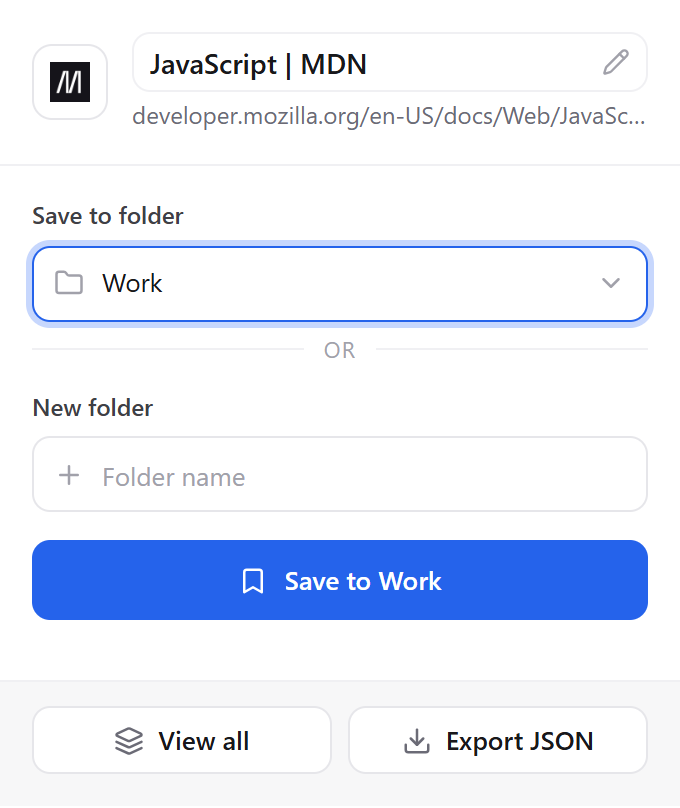 JavaScript | MDN
developer.mozilla.org/en-US/docs/Web/JavaSc...
Save to folder
Work
OR
New folder
Folder name
Save to Work
View all
Export JSON